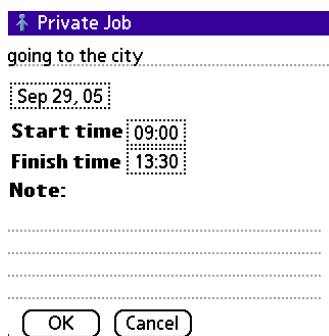 Private Job
going to the city
Sep 29, 05
Start time 09:00
Finish time 13:30
Note:
OK Cancel